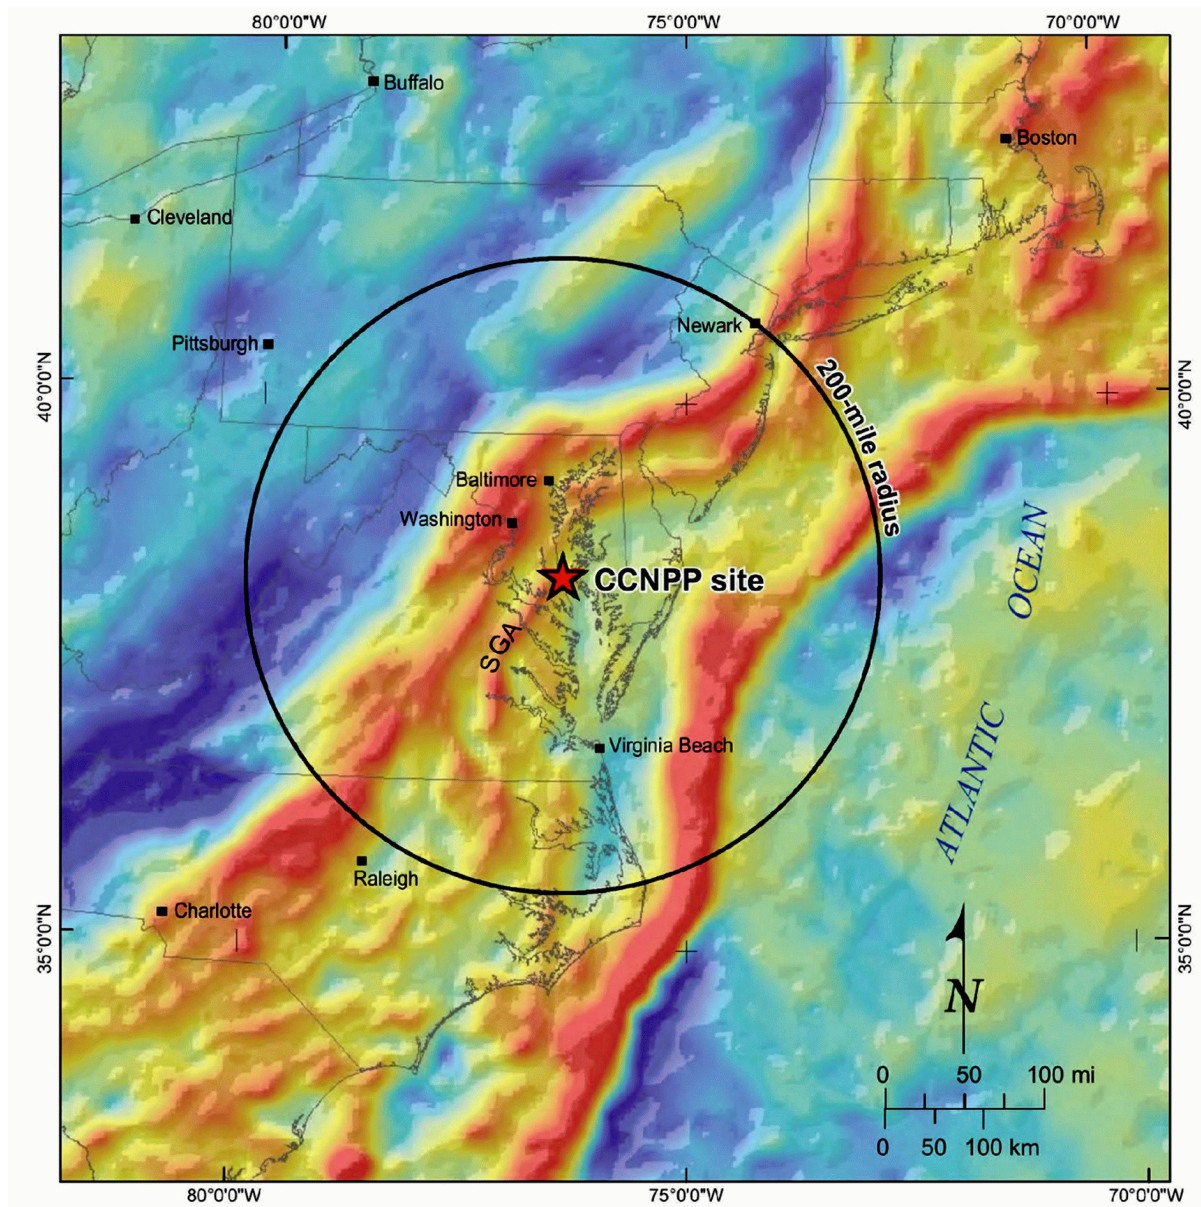 80°0'0"W
75°0'0"W
70°0'0"W
Buffalo
Boston
Cleveland
Newark
Pittsburgh
40°0'0"N
40°0'0"N
200-mile radius
Baltimore
Washington
CCNPP site
OCEAN
SGA
Virginia Beach
ATLANTIC
Raleigh
Charlotte
35°0'0"N
35°0'0"N
N
0 50 100 mi
0 50 100 km
80°0'0"W
75°0'0"W
70°0'0"W